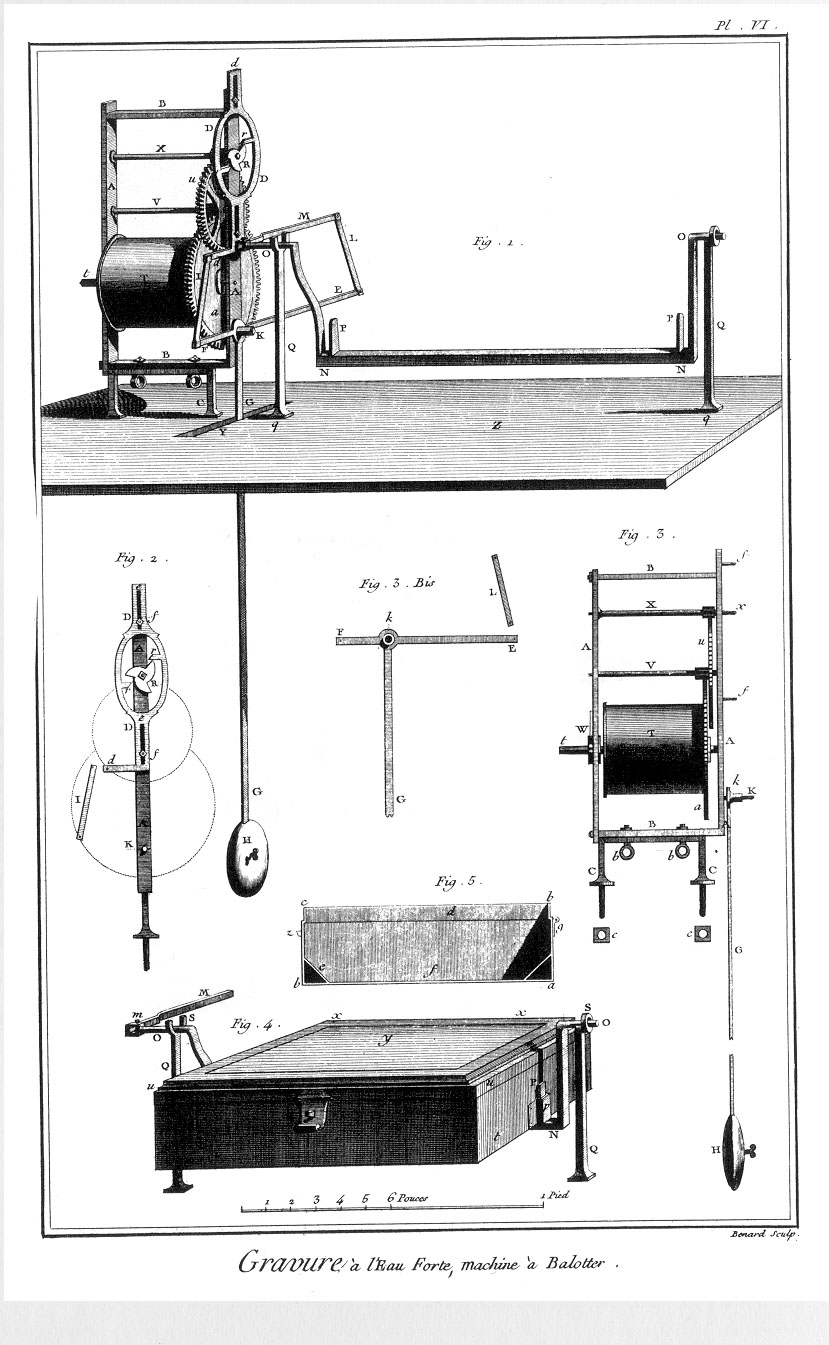 Pl . VI .
d
B
D
r
X
R
A
u
D
V
M
L
Fig . 1 .
O
O
t
T
I
A
E
a
P
P
F
K
Q
Q
B
N
N
C
G
Y
q
Z
q
Fig . 2 .
Fig . 3 . Bis
Fig . 3 .
L
B
f
D
f
k
X
x
A
F
E
A
u
r
R
V
f
e
D
W
T
A
d
f
t
I
G
k
K
A
G
a
K
B
A
H
b
b
Fig . 5 .
C
C
c
b
d
c
c
z
g
e
f
G
b
a
M
m
S
Fig . 4 .
x
x
S
O
O
y
Q
u
u
N
t
Q
H
1 2 3 4 5 6 Pouces 1 Pied
Benard Sculp.
Gravure à l'Eau Forte, machine à Balotter .